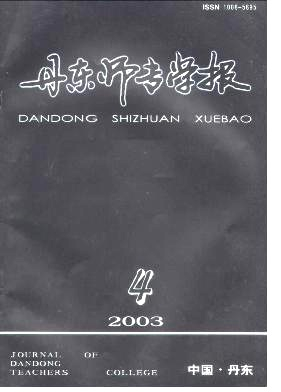 ISSN 1008-5695
丹东师专学报
DANDONG SHIZHUAN XUEBAO
4
2003
JOURNAL OF
DANDONG
TEACHERS COLLEGE
中国·丹东